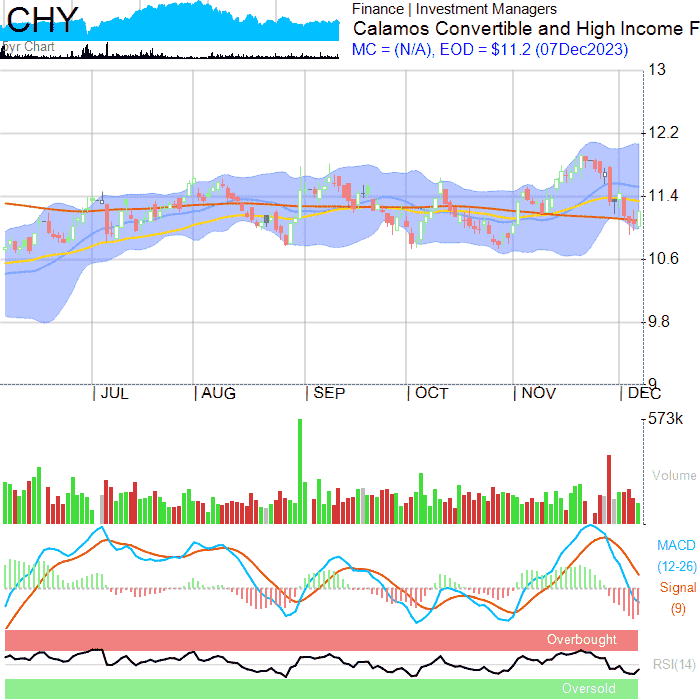 CHY
5yr Chart
Finance | Investment Managers
Calamos Convertible and High Income F
MC = (N/A), EOD = $11.2 (07Dec2023)
13
12.2
11.4
10.6
9.8
9
JUL
AUG
SEP
OCT
NOV
DEC
573k
Volume
MACD
(12-26)
Signal
(9)
Overbought
RSI(14)
Oversold